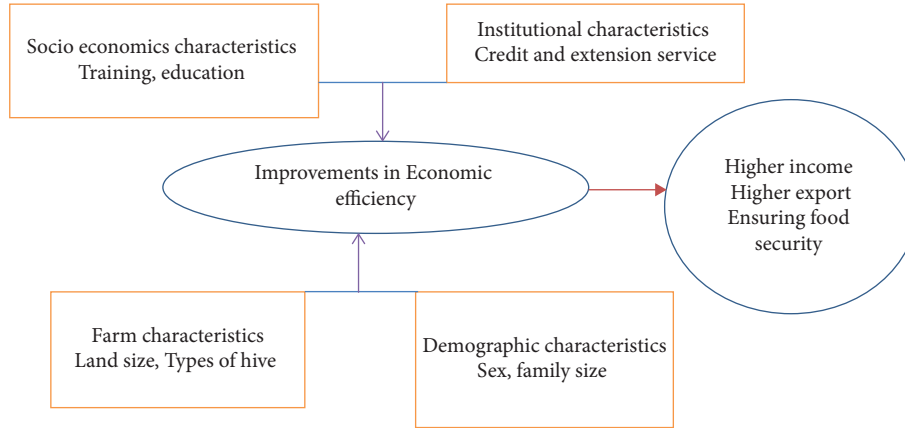 Socio economics characteristics
Training, education
Institutional characteristics
Credit and extension service
Improvements in Economic
efficiency
Higher income
Higher export
Ensuring food
security
Farm characteristics
Land size, Types of hive
Demographic characteristics
Sex, family size